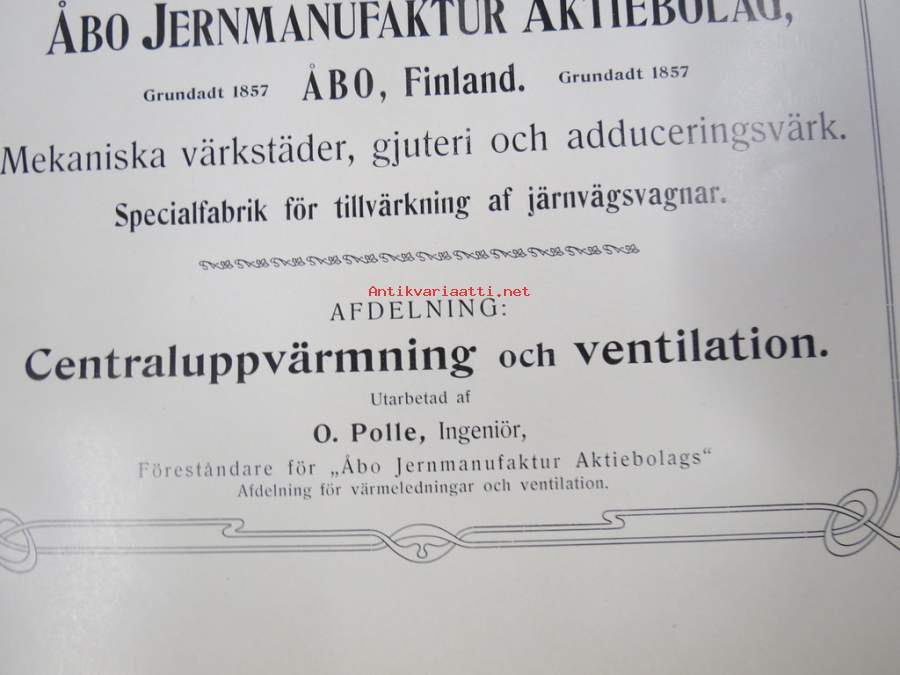 ÅBO JERNMANUFAKTUR AKTIEBOLAG,
Grundadt 1857 ÅBO, Finland. Grundadt 1857
Mekaniska värkstäder, gjuteri och adduceringsvärk.
Specialfabrik för tillvärkning af järnvägsvagnar.
Antikvariaatti.net
AFDELNING:
Centraluppvärmning och ventilation.
Utarbetad af
O. Polle, Ingeniör,
Föreståndare för „Åbo Jernmanufaktur Aktiebolags“
Afdelning för värmeledningar och ventilation.